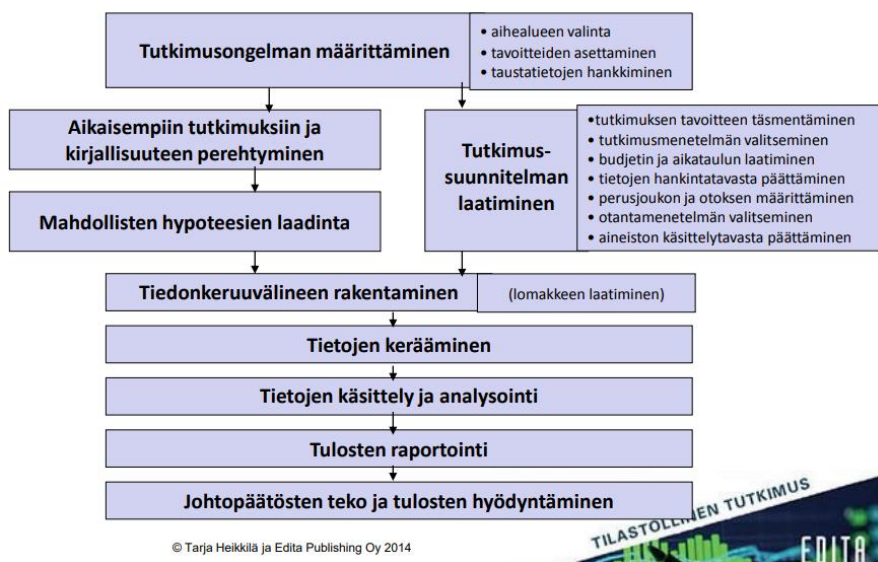 Tutkimusongelman määrittäminen
• aihealueen valinta
• tavoitteiden asettaminen
• taustatietojen hankkiminen
Aikaisempiin tutkimuksiin ja
kirjallisuuteen perehtyminen
Mahdollisten hypoteesien laadinta
Tutkimus-
suunnitelman
laatiminen
•tutkimuksen tavoitteen täsmentäminen
• tutkimusmenetelmän valitseminen
• budjetin ja aikataulun laatiminen
• tietojen hankintatavasta päättäminen
• perusjoukon ja otoksen määrittäminen
• otantamenetelmän valitseminen
• aineiston käsittelytavasta päättäminen
Tiedonkeruuvälineen rakentaminen
(lomakkeen laatiminen)
Tietojen kerääminen
Tietojen käsittely ja analysointi
Tulosten raportointi
Johtopäätösten teko ja tulosten hyödyntäminen
© Tarja Heikkilä ja Edita Publishing Oy 2014
TILASTOLLINEN TUTKIMUS
EDITA